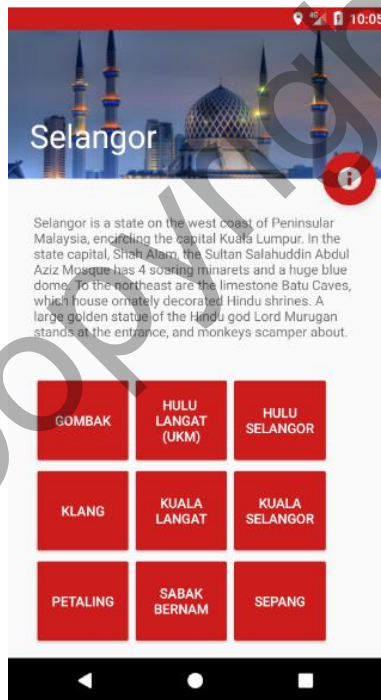 4G 10:05
Selangor
Selangor is a state on the west coast of Peninsular
Malaysia, encircling the capital Kuala Lumpur. In the
state capital, Shah Alam, the Sultan Salahuddin Abdul
Aziz Mosque has 4 soaring minarets and a huge blue
dome. To the northeast are the limestone Batu Caves,
which house ornately decorated Hindu shrines. A
large golden statue of the Hindu god Lord Murugan
stands at the entrance, and monkeys scamper about.
GOMBAK
HULU
LANGAT
(UKM)
HULU
SELANGOR
KLANG
KUALA
LANGAT
KUALA
SELANGOR
PETALING
SABAK
BERNAM
SEPANG